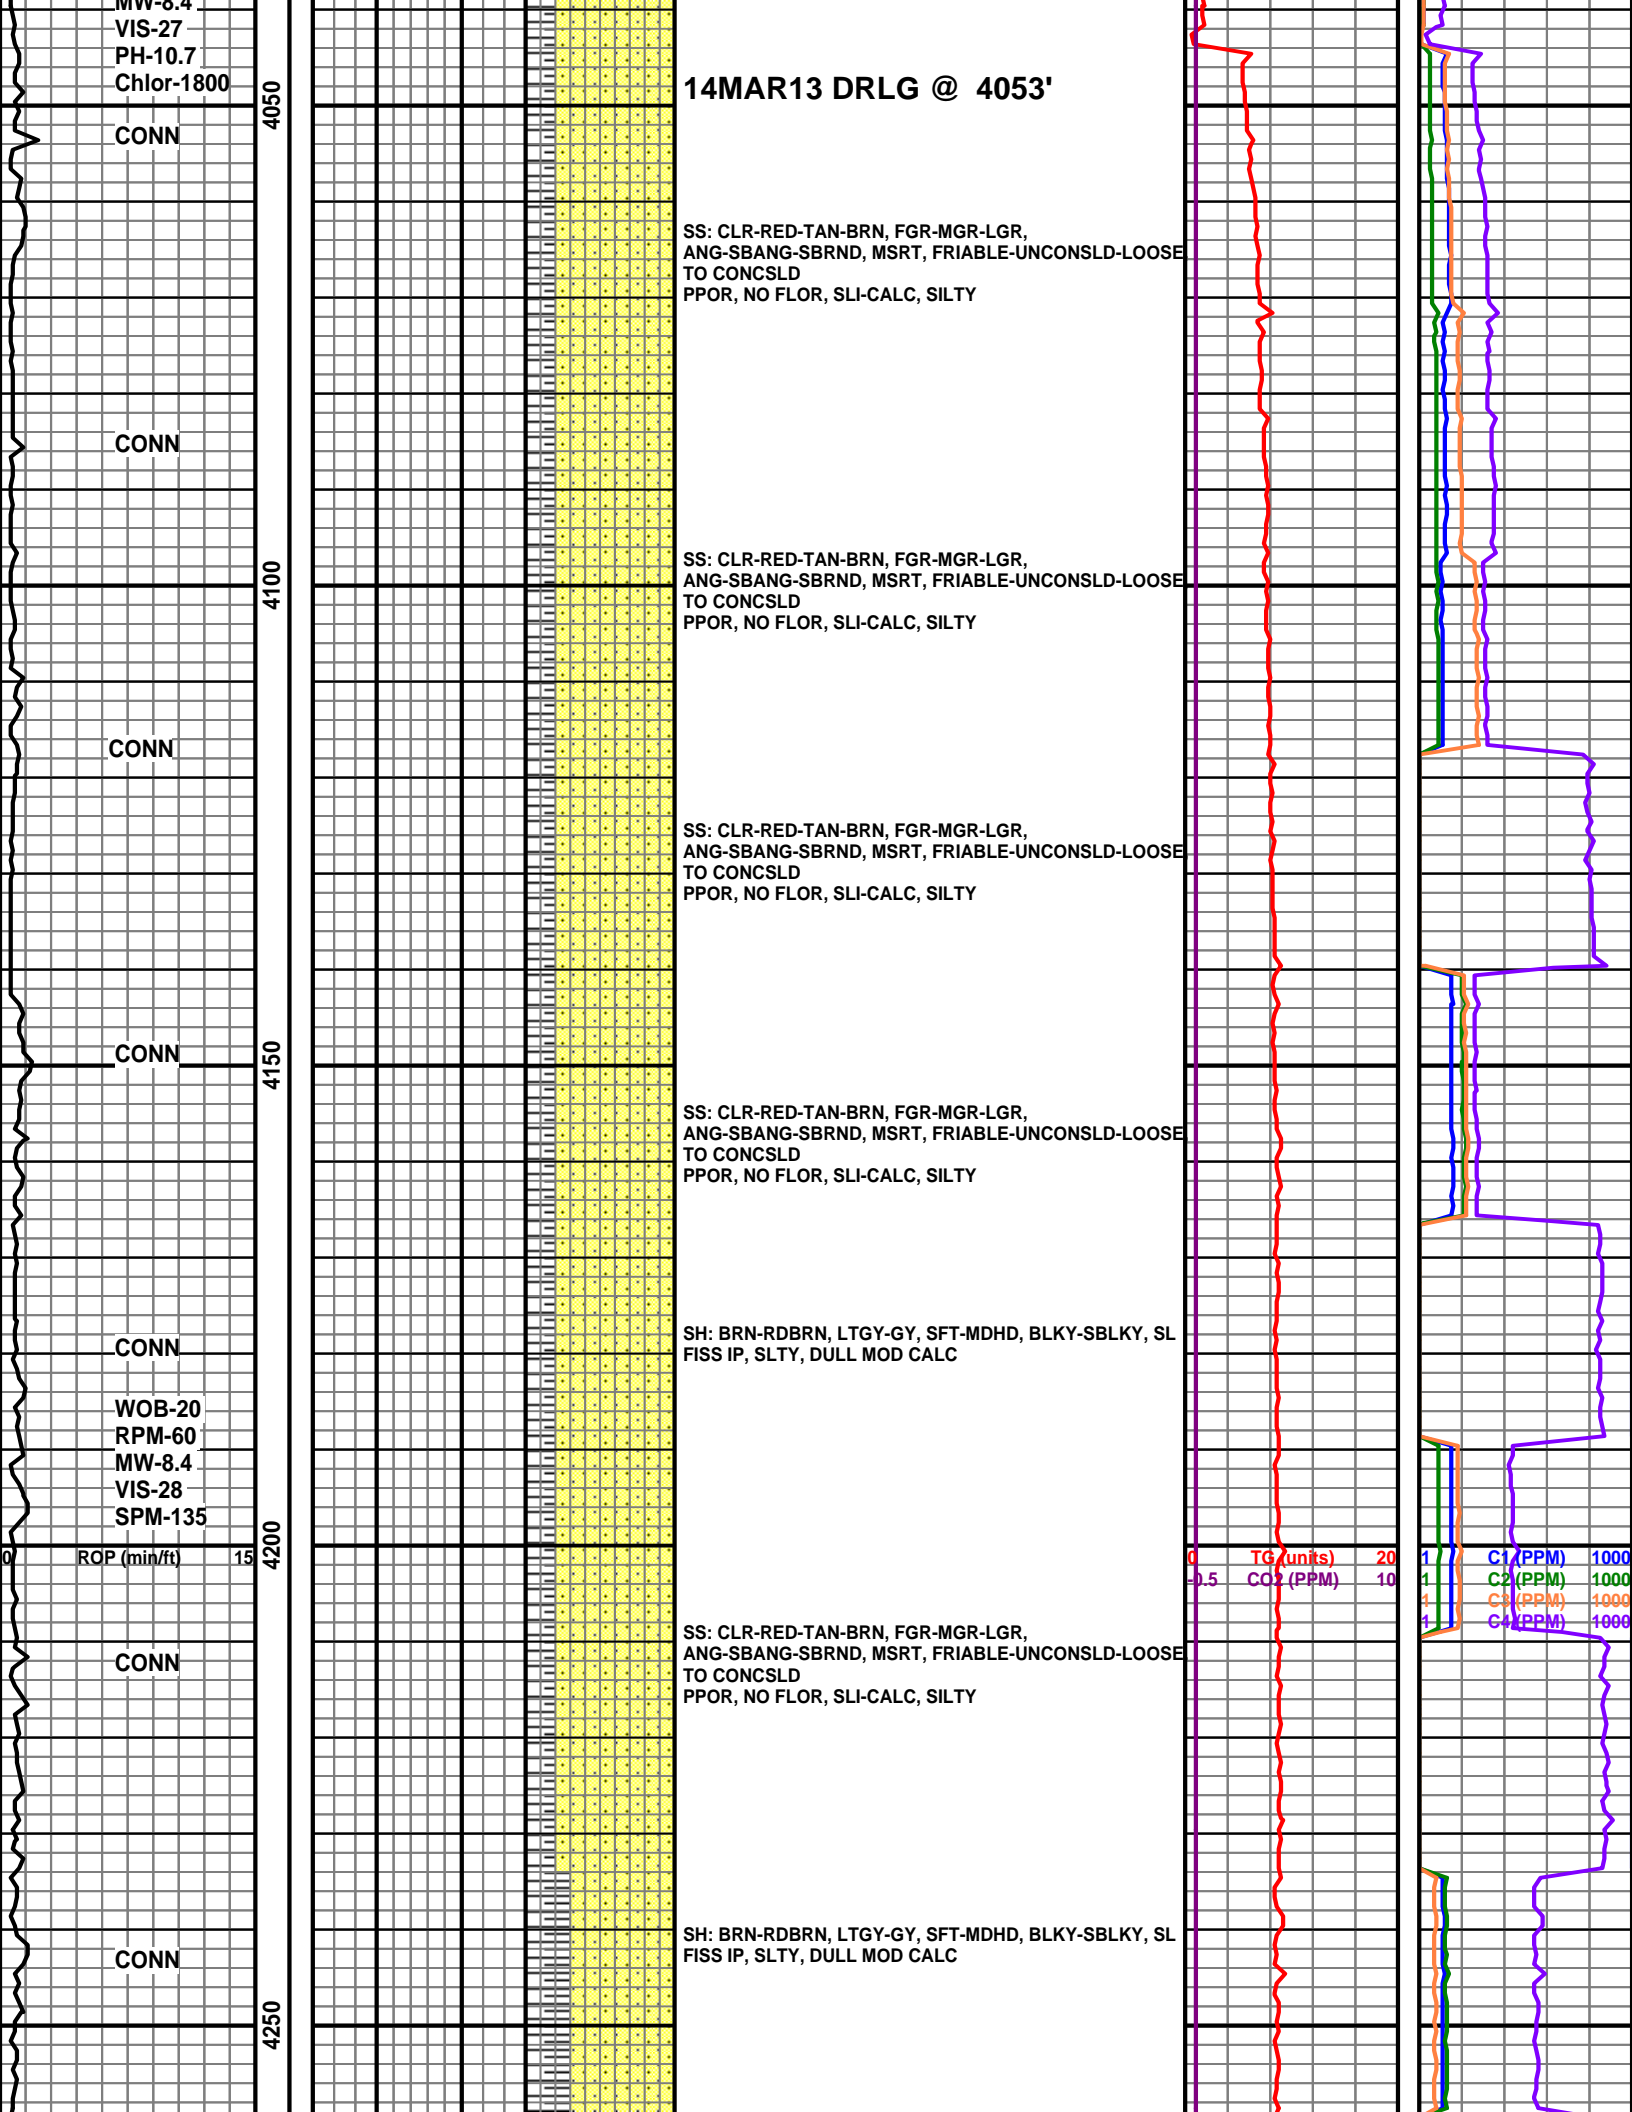 MW-8.4
VIS-27
PH-10.7
Chlor-1800
14MAR13 DRLG @ 4053'
4050
CONN
SS: CLR-RED-TAN-BRN, FGR-MGR-LGR,
ANG-SBANG-SBRND, MSRT, FRIABLE-UNCONSLD-LOOSE
TO CONCSLD
PPOR, NO FLOR, SLI-CALC, SILTY
CONN
SS: CLR-RED-TAN-BRN, FGR-MGR-LGR,
ANG-SBANG-SBRND, MSRT, FRIABLE-UNCONSLD-LOOSE
TO CONCSLD
PPOR, NO FLOR, SLI-CALC, SILTY
4100
CONN
SS: CLR-RED-TAN-BRN, FGR-MGR-LGR,
ANG-SBANG-SBRND, MSRT, FRIABLE-UNCONSLD-LOOSE
TO CONCSLD
PPOR, NO FLOR, SLI-CALC, SILTY
CONN
4150
SS: CLR-RED-TAN-BRN, FGR-MGR-LGR,
ANG-SBANG-SBRND, MSRT, FRIABLE-UNCONSLD-LOOSE
TO CONCSLD
PPOR, NO FLOR, SLI-CALC, SILTY
SH: BRN-RDBRN, LTGY-GY, SFT-MDHD, BLKY-SBLKY, SL
FISS IP, SLTY, DULL MOD CALC
CONN
WOB-20
RPM-60
MW-8.4
VIS-28
SPM-135
4200
0 ROP (min/ft) 15
0 TG (units) 20
-0.5 CO2 (PPM) 10
1 C1 (PPM) 1000
1 C2 (PPM) 1000
1 C3 (PPM) 1000
1 C4 (PPM) 1000
SS: CLR-RED-TAN-BRN, FGR-MGR-LGR,
ANG-SBANG-SBRND, MSRT, FRIABLE-UNCONSLD-LOOSE
TO CONCSLD
PPOR, NO FLOR, SLI-CALC, SILTY
CONN
SH: BRN-RDBRN, LTGY-GY, SFT-MDHD, BLKY-SBLKY, SL
FISS IP, SLTY, DULL MOD CALC
CONN
4250